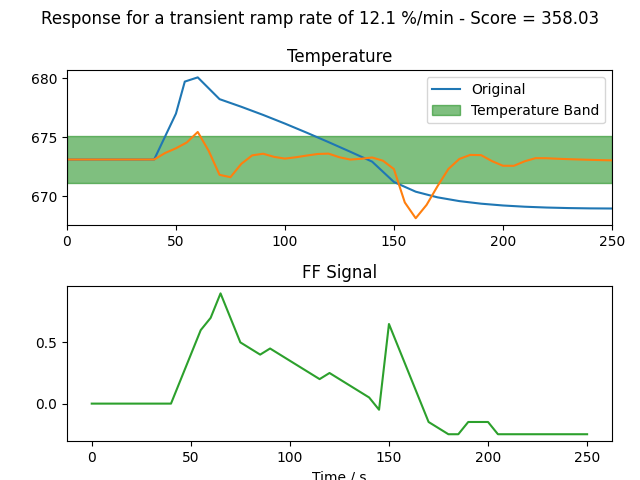 Response for a transient ramp rate of 12.1 %/min - Score = 358.03
Temperature
680
675
670
Original
Temperature Band
0 50 100 150 200 250
FF Signal
0.5
0.0
0 50 100 150 200 250
Time / s